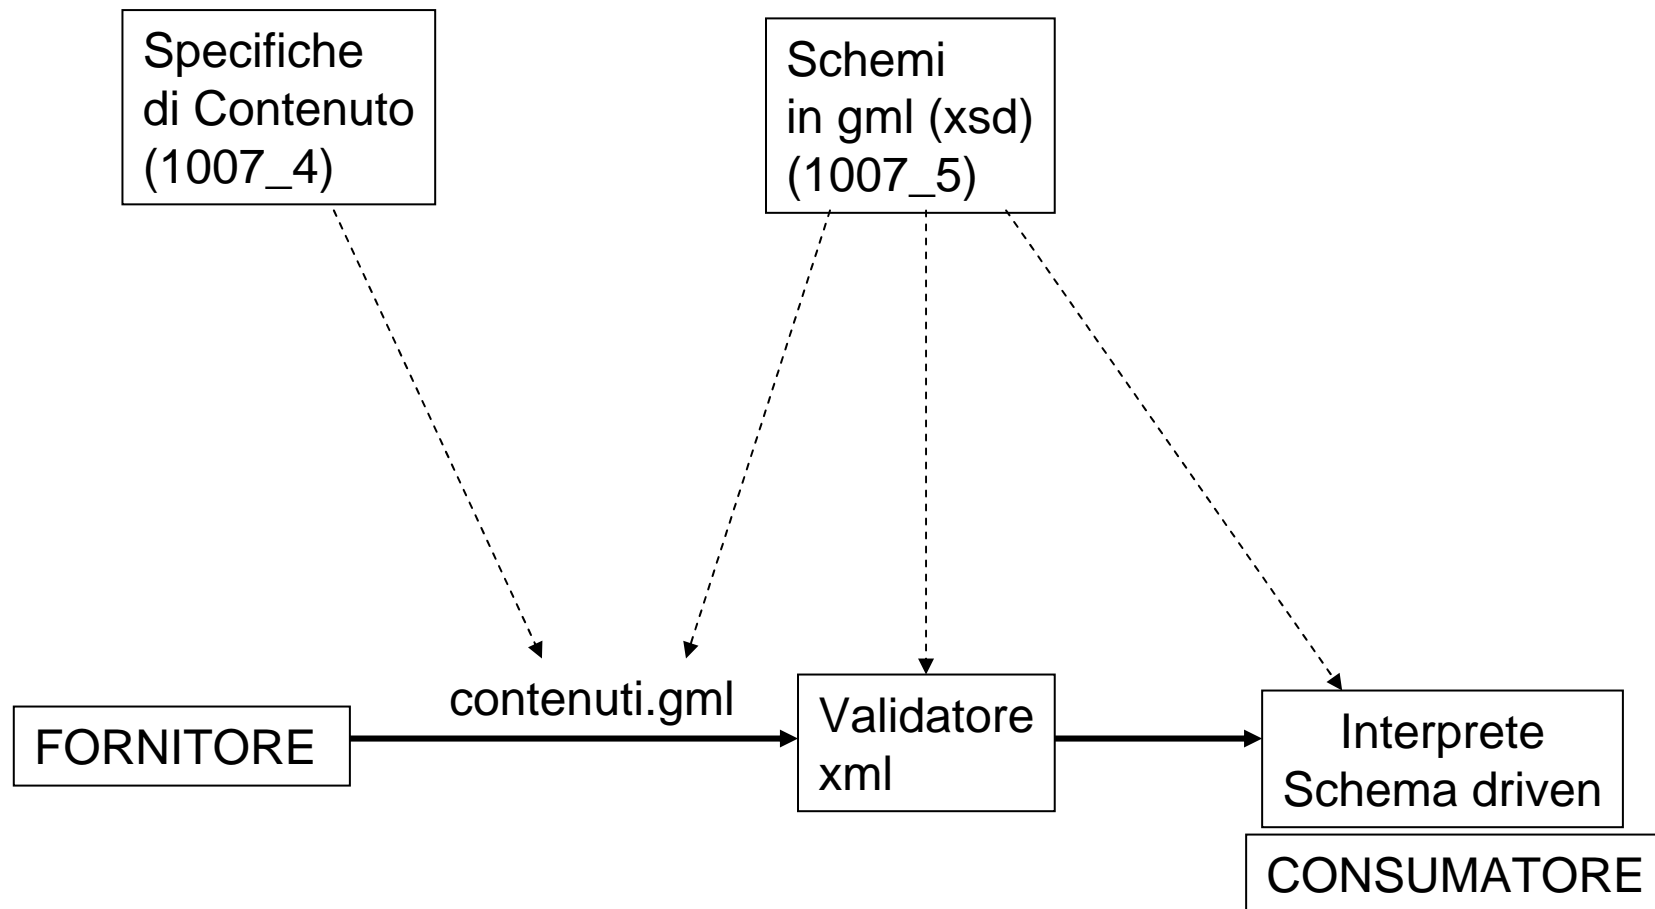 Specifiche
di Contenuto
(1007_4)
Schemi
in gml (xsd)
(1007_5)
contenuti.gml
FORNITORE
Validatore
xml
Interprete
Schema driven
CONSUMATORE